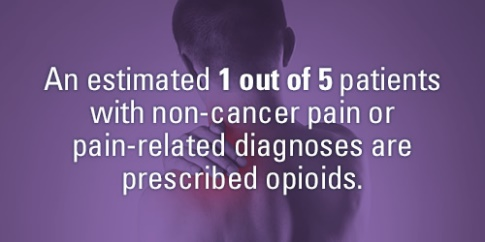 An estimated 1 out of 5 patients
with non-cancer pain or
pain-related diagnoses are
prescribed opioids.